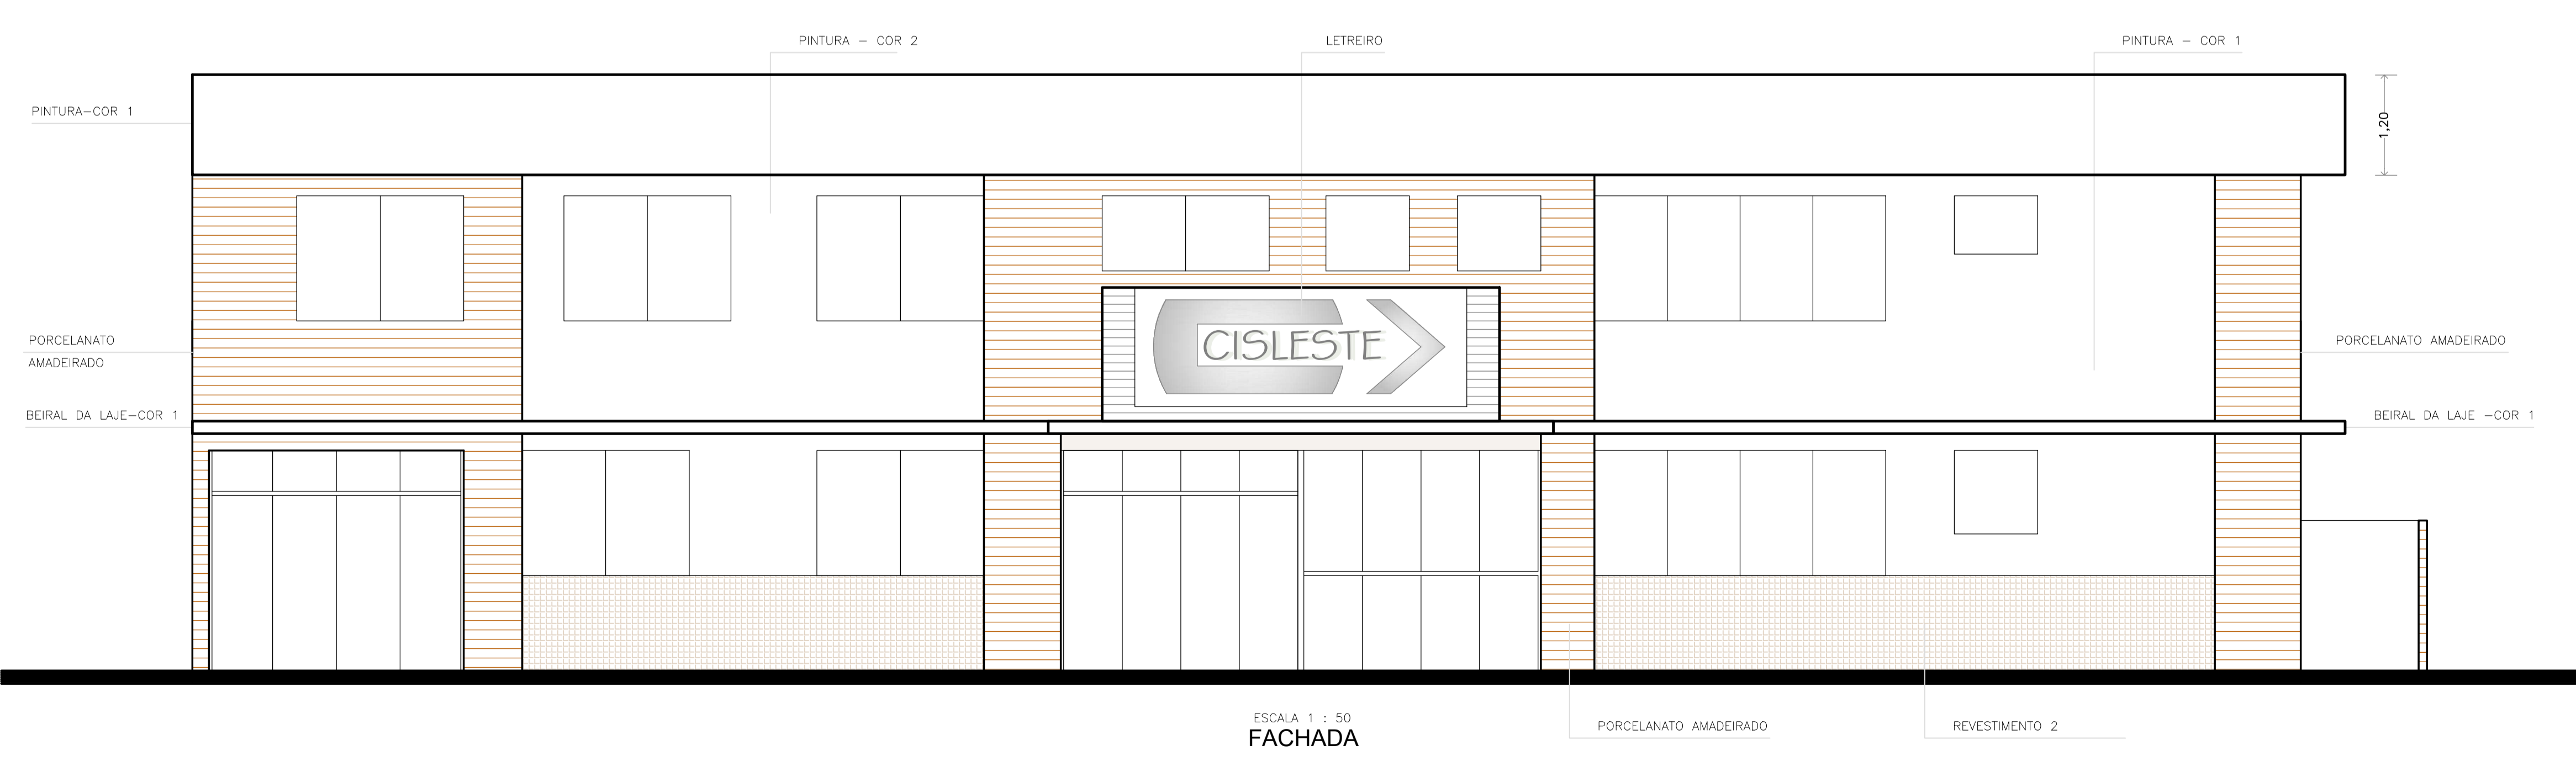 PINTURA - COR 2
LETREIRO
PINTURA - COR 1
PINTURA-COR 1
1,20
PORCELANATO
AMADEIRADO
CISLESTE
PORCELANATO AMADEIRADO
BEIRAL DA LAJE-COR 1
BEIRAL DA LAJE -COR 1
ESCALA 1 : 50
FACHADA
PORCELANATO AMADEIRADO
REVESTIMENTO 2